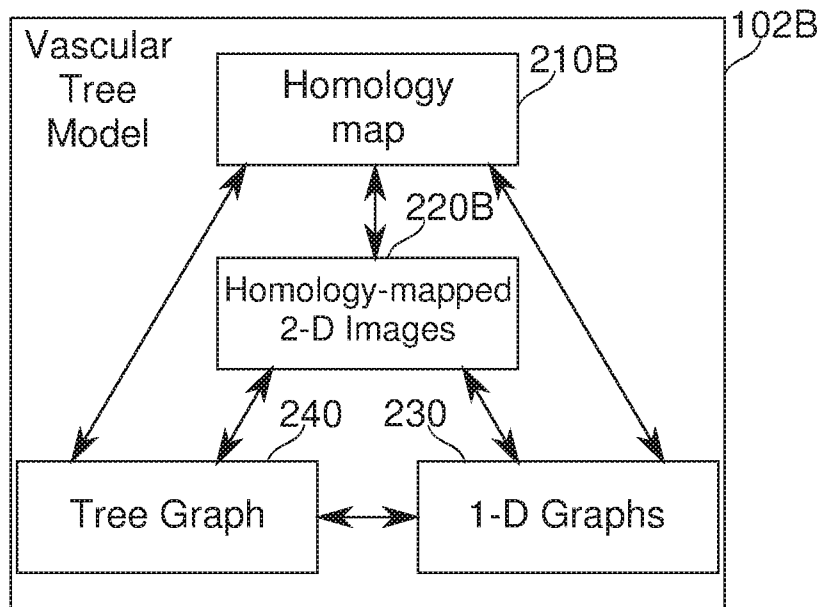 Vascular
Tree
Model
102B
210B
Homology
map
220B
Homology-mapped
2-D Images
240
230
Tree Graph
1-D Graphs